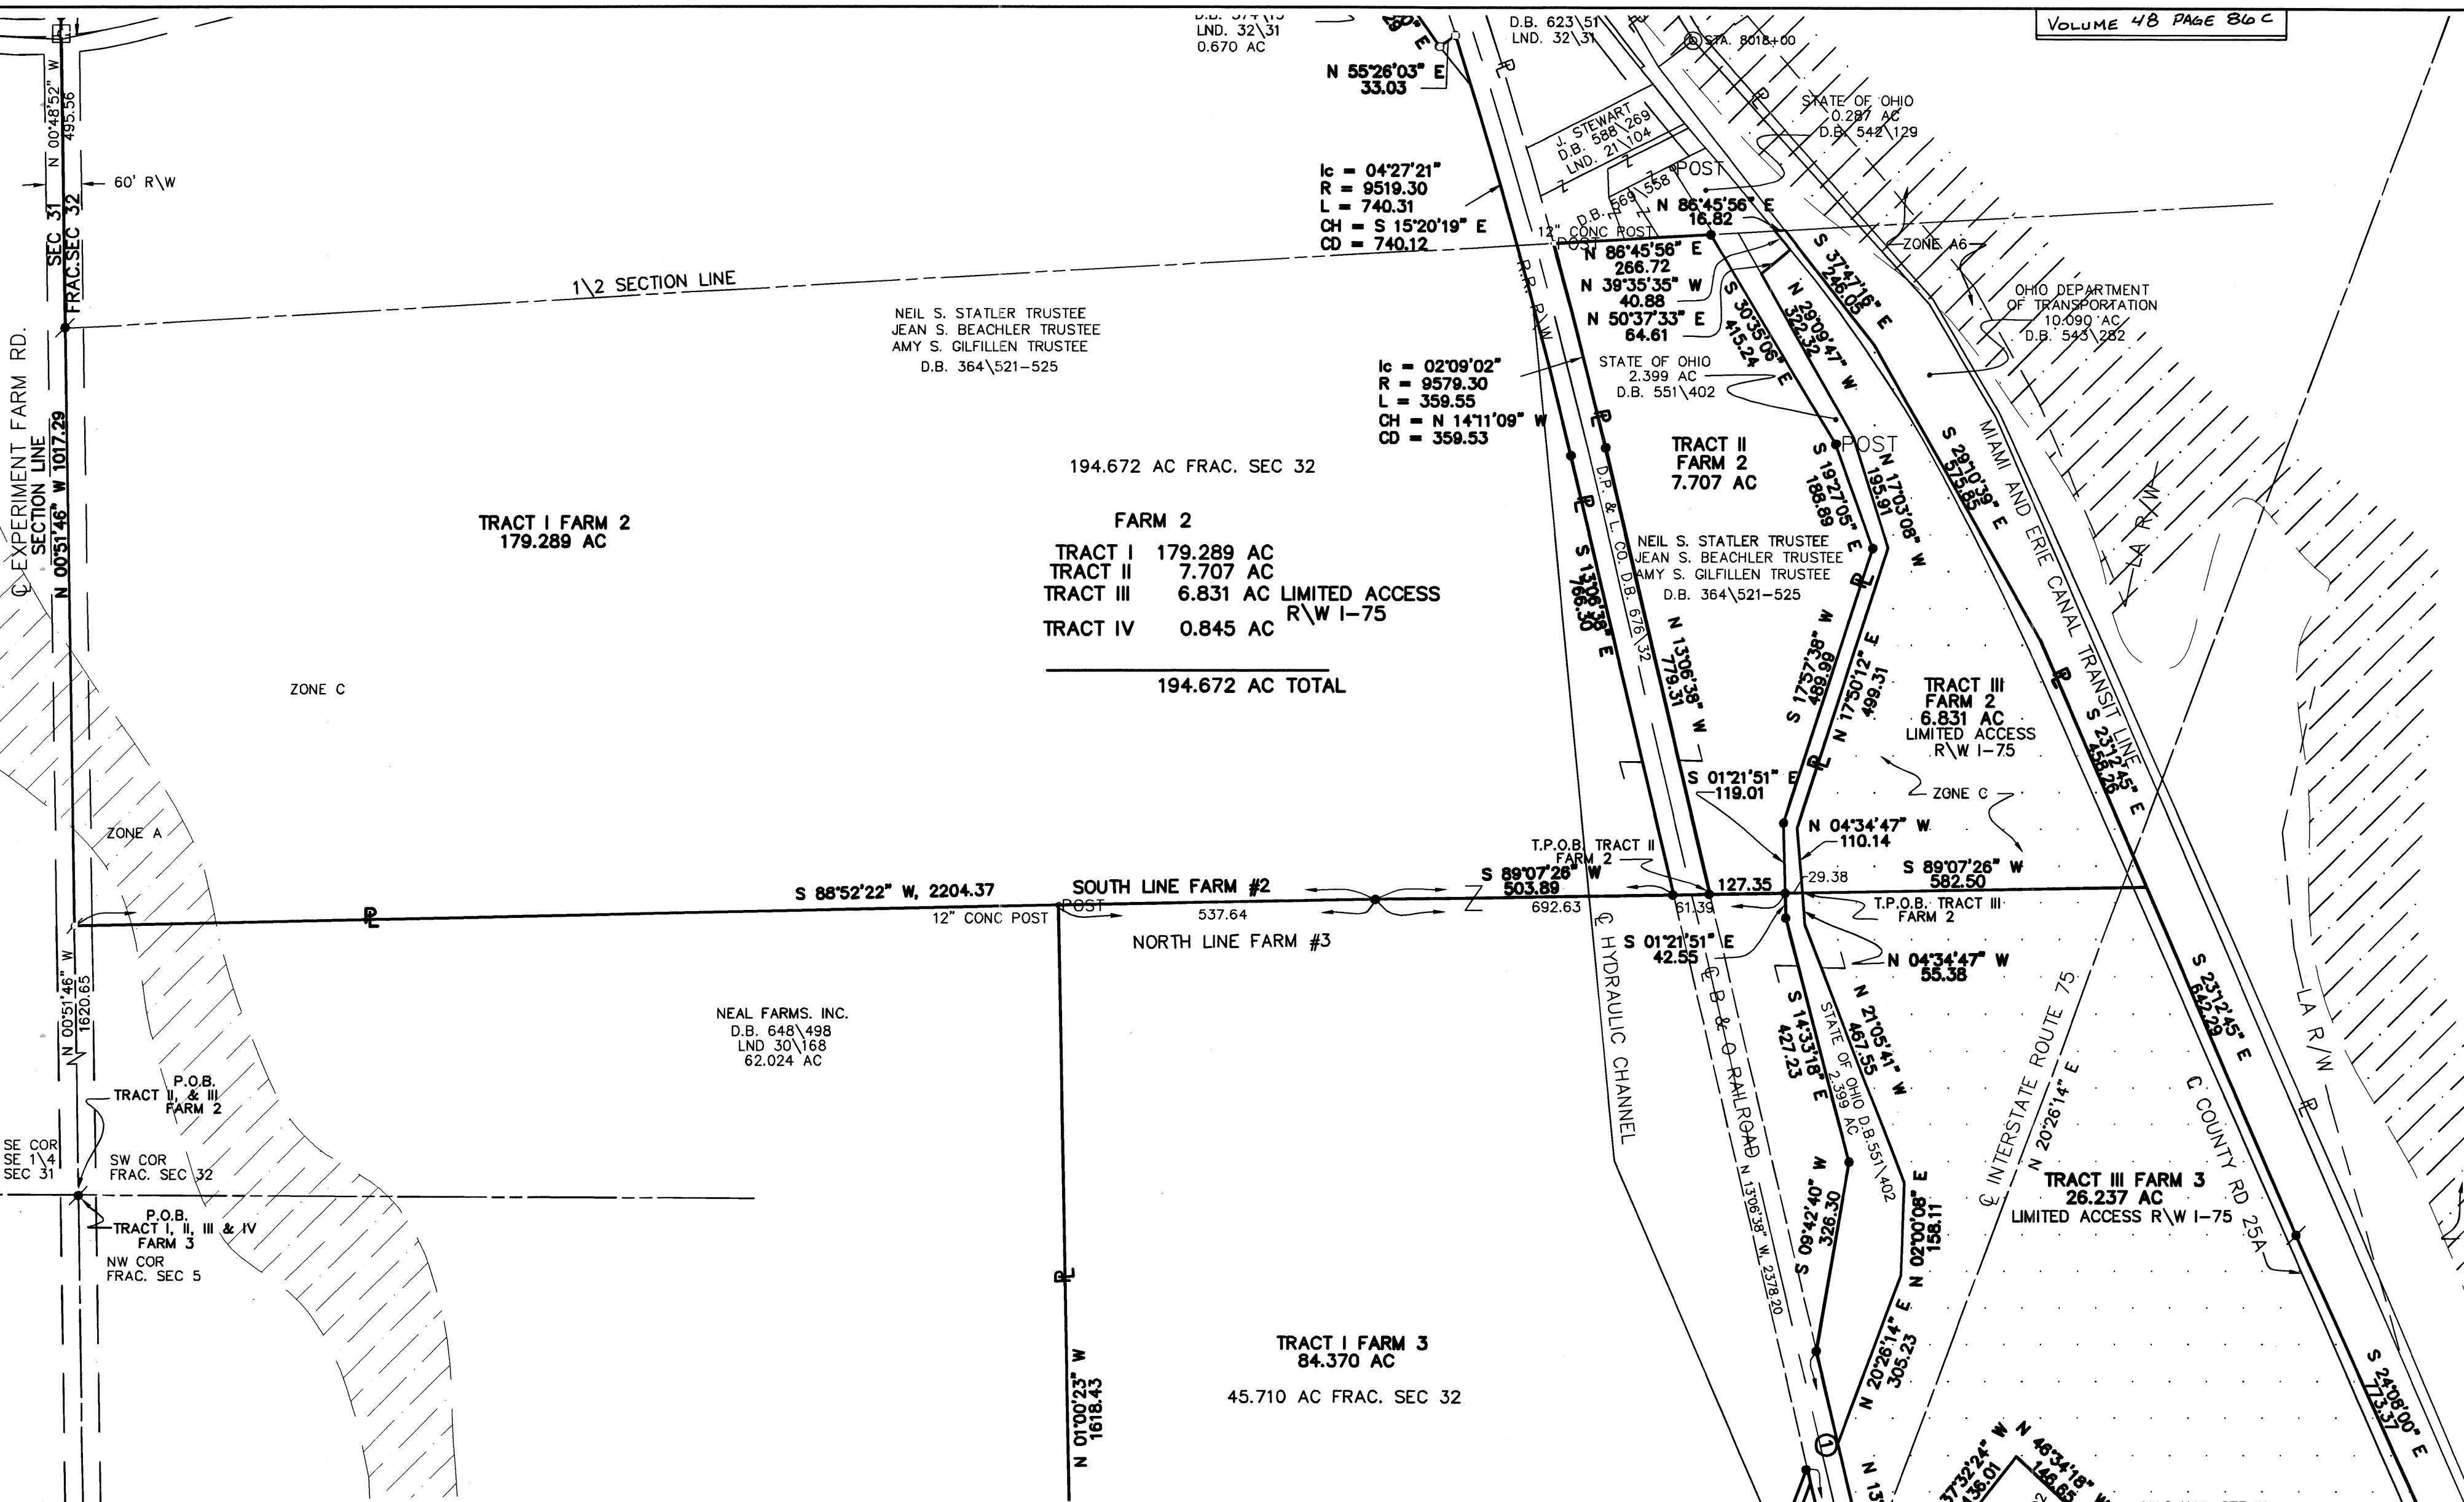 VOLUME 48 PAGE 86C
LND. 32\31
0.670 AC
D.B. 623\51
LND. 32\31
STA. 8018+00
N 55°26'03" E
33.03
N 00°48'52" W
495.56
60' R\W
SEC 31
FRAC.SEC 32
J. STEWART
D.B. 588\269
LND. 21\104
STATE OF OHIO
0.287 AC
D.B. 542\129
POST
D.B. 569\558
Ic = 04°27'21"
R = 9519.30
L = 740.31
CH = S 15°20'19" E
CD = 740.12
N 86°45'56" E
16.82
12" CONC POST
POST
N 86°45'56" E
266.72
N 39°35'35" W
40.88
N 50°37'33" E
64.61
ZONE A6
S 37°47'16" E
246.05
OHIO DEPARTMENT
OF TRANSPORTATION
10.090 AC
D.B. 543\282
1\2 SECTION LINE
R.R. R\W
NEIL S. STATLER TRUSTEE
JEAN S. BEACHLER TRUSTEE
AMY S. GILFILLEN TRUSTEE
D.B. 364\521-525
S 30°35'06" E
415.24
N 29°09'47" W
322.32
STATE OF OHIO
2.399 AC
D.B. 551\402
Ic = 02°09'02"
R = 9579.30
L = 359.55
CH = N 14°11'09" W
CD = 359.53
℄ EXPERIMENT FARM RD.
SECTION LINE
N 00°51'46" W 1017.29
194.672 AC FRAC. SEC 32
TRACT II
FARM 2
7.707 AC
POST
S 19°27'05" E
188.89
N 17°03'08" W
195.91
S 29°10'39" E
575.85
MIAMI AND ERIE CANAL TRANSIT LINE
LA R/W
TRACT I FARM 2
179.289 AC
FARM 2
TRACT I 179.289 AC
TRACT II 7.707 AC
TRACT III 6.831 AC LIMITED ACCESS
R\W I-75
TRACT IV 0.845 AC
194.672 AC TOTAL
D.P. & L. CO. D.B. 676\32
S 13°06'38" E
766.30
N 13°06'38" W
779.31
NEIL S. STATLER TRUSTEE
JEAN S. BEACHLER TRUSTEE
AMY S. GILFILLEN TRUSTEE
D.B. 364\521-525
S 17°57'38" W
489.99
N 17°50'12" E
499.31
TRACT III
FARM 2
6.831 AC
LIMITED ACCESS
R\W I-75
S 23°12'45" E
458.26
ZONE C
ZONE A
S 01°21'51" E
119.01
ZONE C
N 04°34'47" W
110.14
T.P.O.B. TRACT II
FARM 2
S 88°52'22" W, 2204.37
SOUTH LINE FARM #2
S 89°07'26" W
503.89
127.35
29.38
S 89°07'26" W
582.50
12" CONC POST
POST
537.64
692.63
61.39
T.P.O.B. TRACT III
FARM 2
NORTH LINE FARM #3
S 01°21'51" E
42.55
N 04°34'47" W
55.38
N 00°51'46" W
1620.65
NEAL FARMS. INC.
D.B. 648\498
LND 30\168
62.024 AC
℄ HYDRAULIC CHANNEL
℄ B & O RAILROAD
N 13°06'38" W, 2378.20
S 14°33'18" E
427.23
STATE OF OHIO D.B.551\402
2.399 AC
N 21°05'41" W
467.55
℄ INTERSTATE ROUTE 75
N 20°26'14" E
S 23°12'45" E
642.29
LA R/W
℄ COUNTY RD 25A
P.O.B.
TRACT II, & III
FARM 2
SE COR
SE 1\4
SEC 31
SW COR
FRAC. SEC 32
P.O.B.
TRACT I, II, III & IV
FARM 3
NW COR
FRAC. SEC 5
S 09°42'40" W
326.30
N 02°00'08" E
158.11
TRACT III FARM 3
26.237 AC
LIMITED ACCESS R\W I-75
N 20°26'14" E
305.23
TRACT I FARM 3
84.370 AC
45.710 AC FRAC. SEC 32
N 01°00'23" W
1618.43
S 24°08'00" E
773.37
1
N 46°34'18" W
146.65